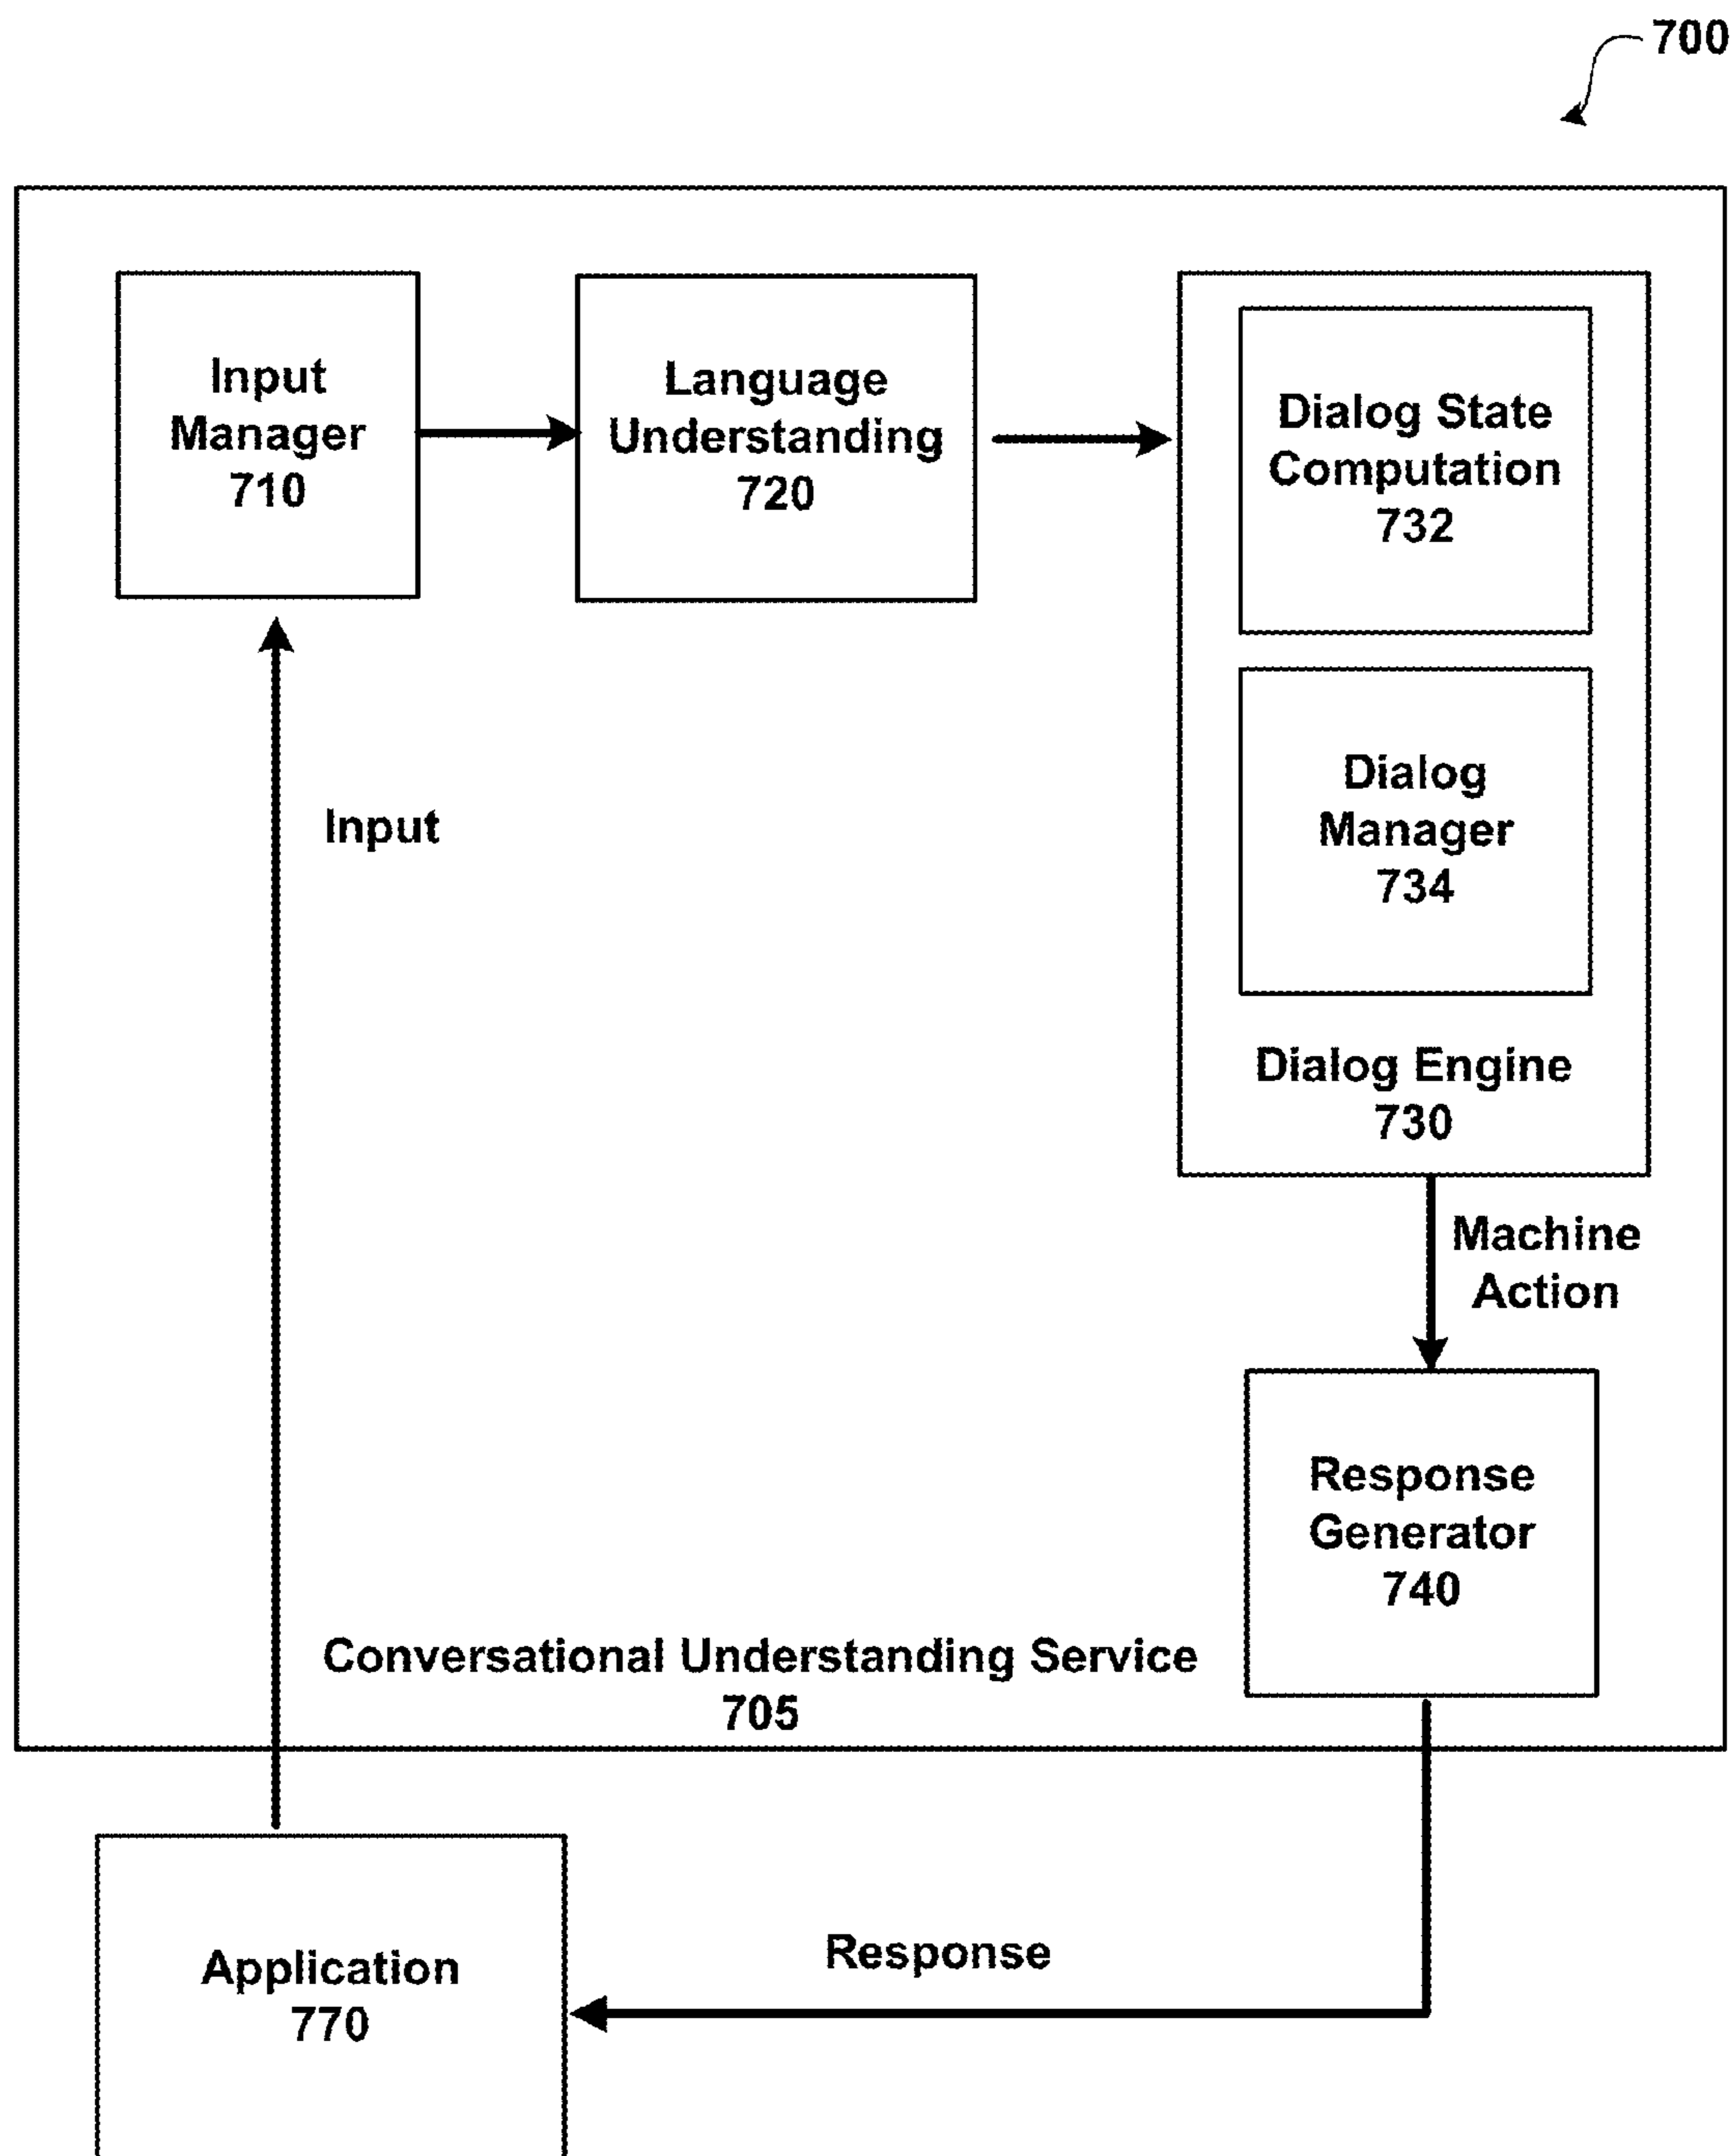 700
Input
Manager
710
Language
Understanding
720
Dialog State
Computation
732
Dialog
Manager
734
Dialog Engine
730
Input
Machine
Action
Response
Generator
740
Conversational Understanding Service
705
Application
770
Response